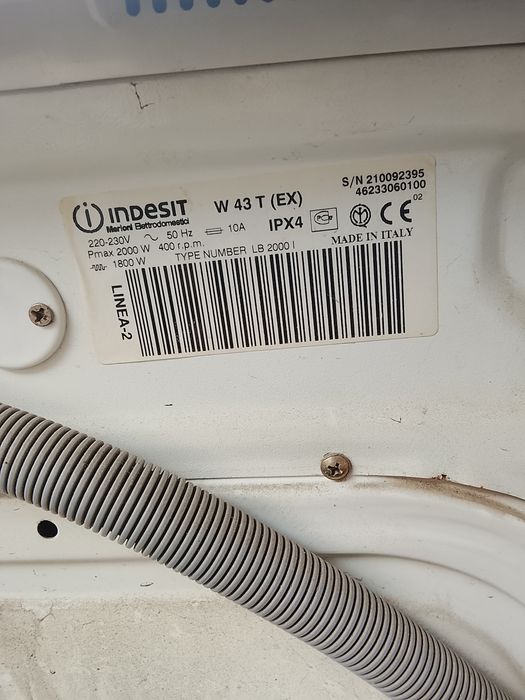 INDESIT
Merloni Elettrodomestici
W 43 T (EX)
S/N 210092395
46233060100
220-230V ~ 50 Hz 10A IPX4 CE 02
Pmax 2000 W 400 r.p.m.
1800 W TYPE NUMBER LB 2000 I MADE IN ITALY
LINEA-2